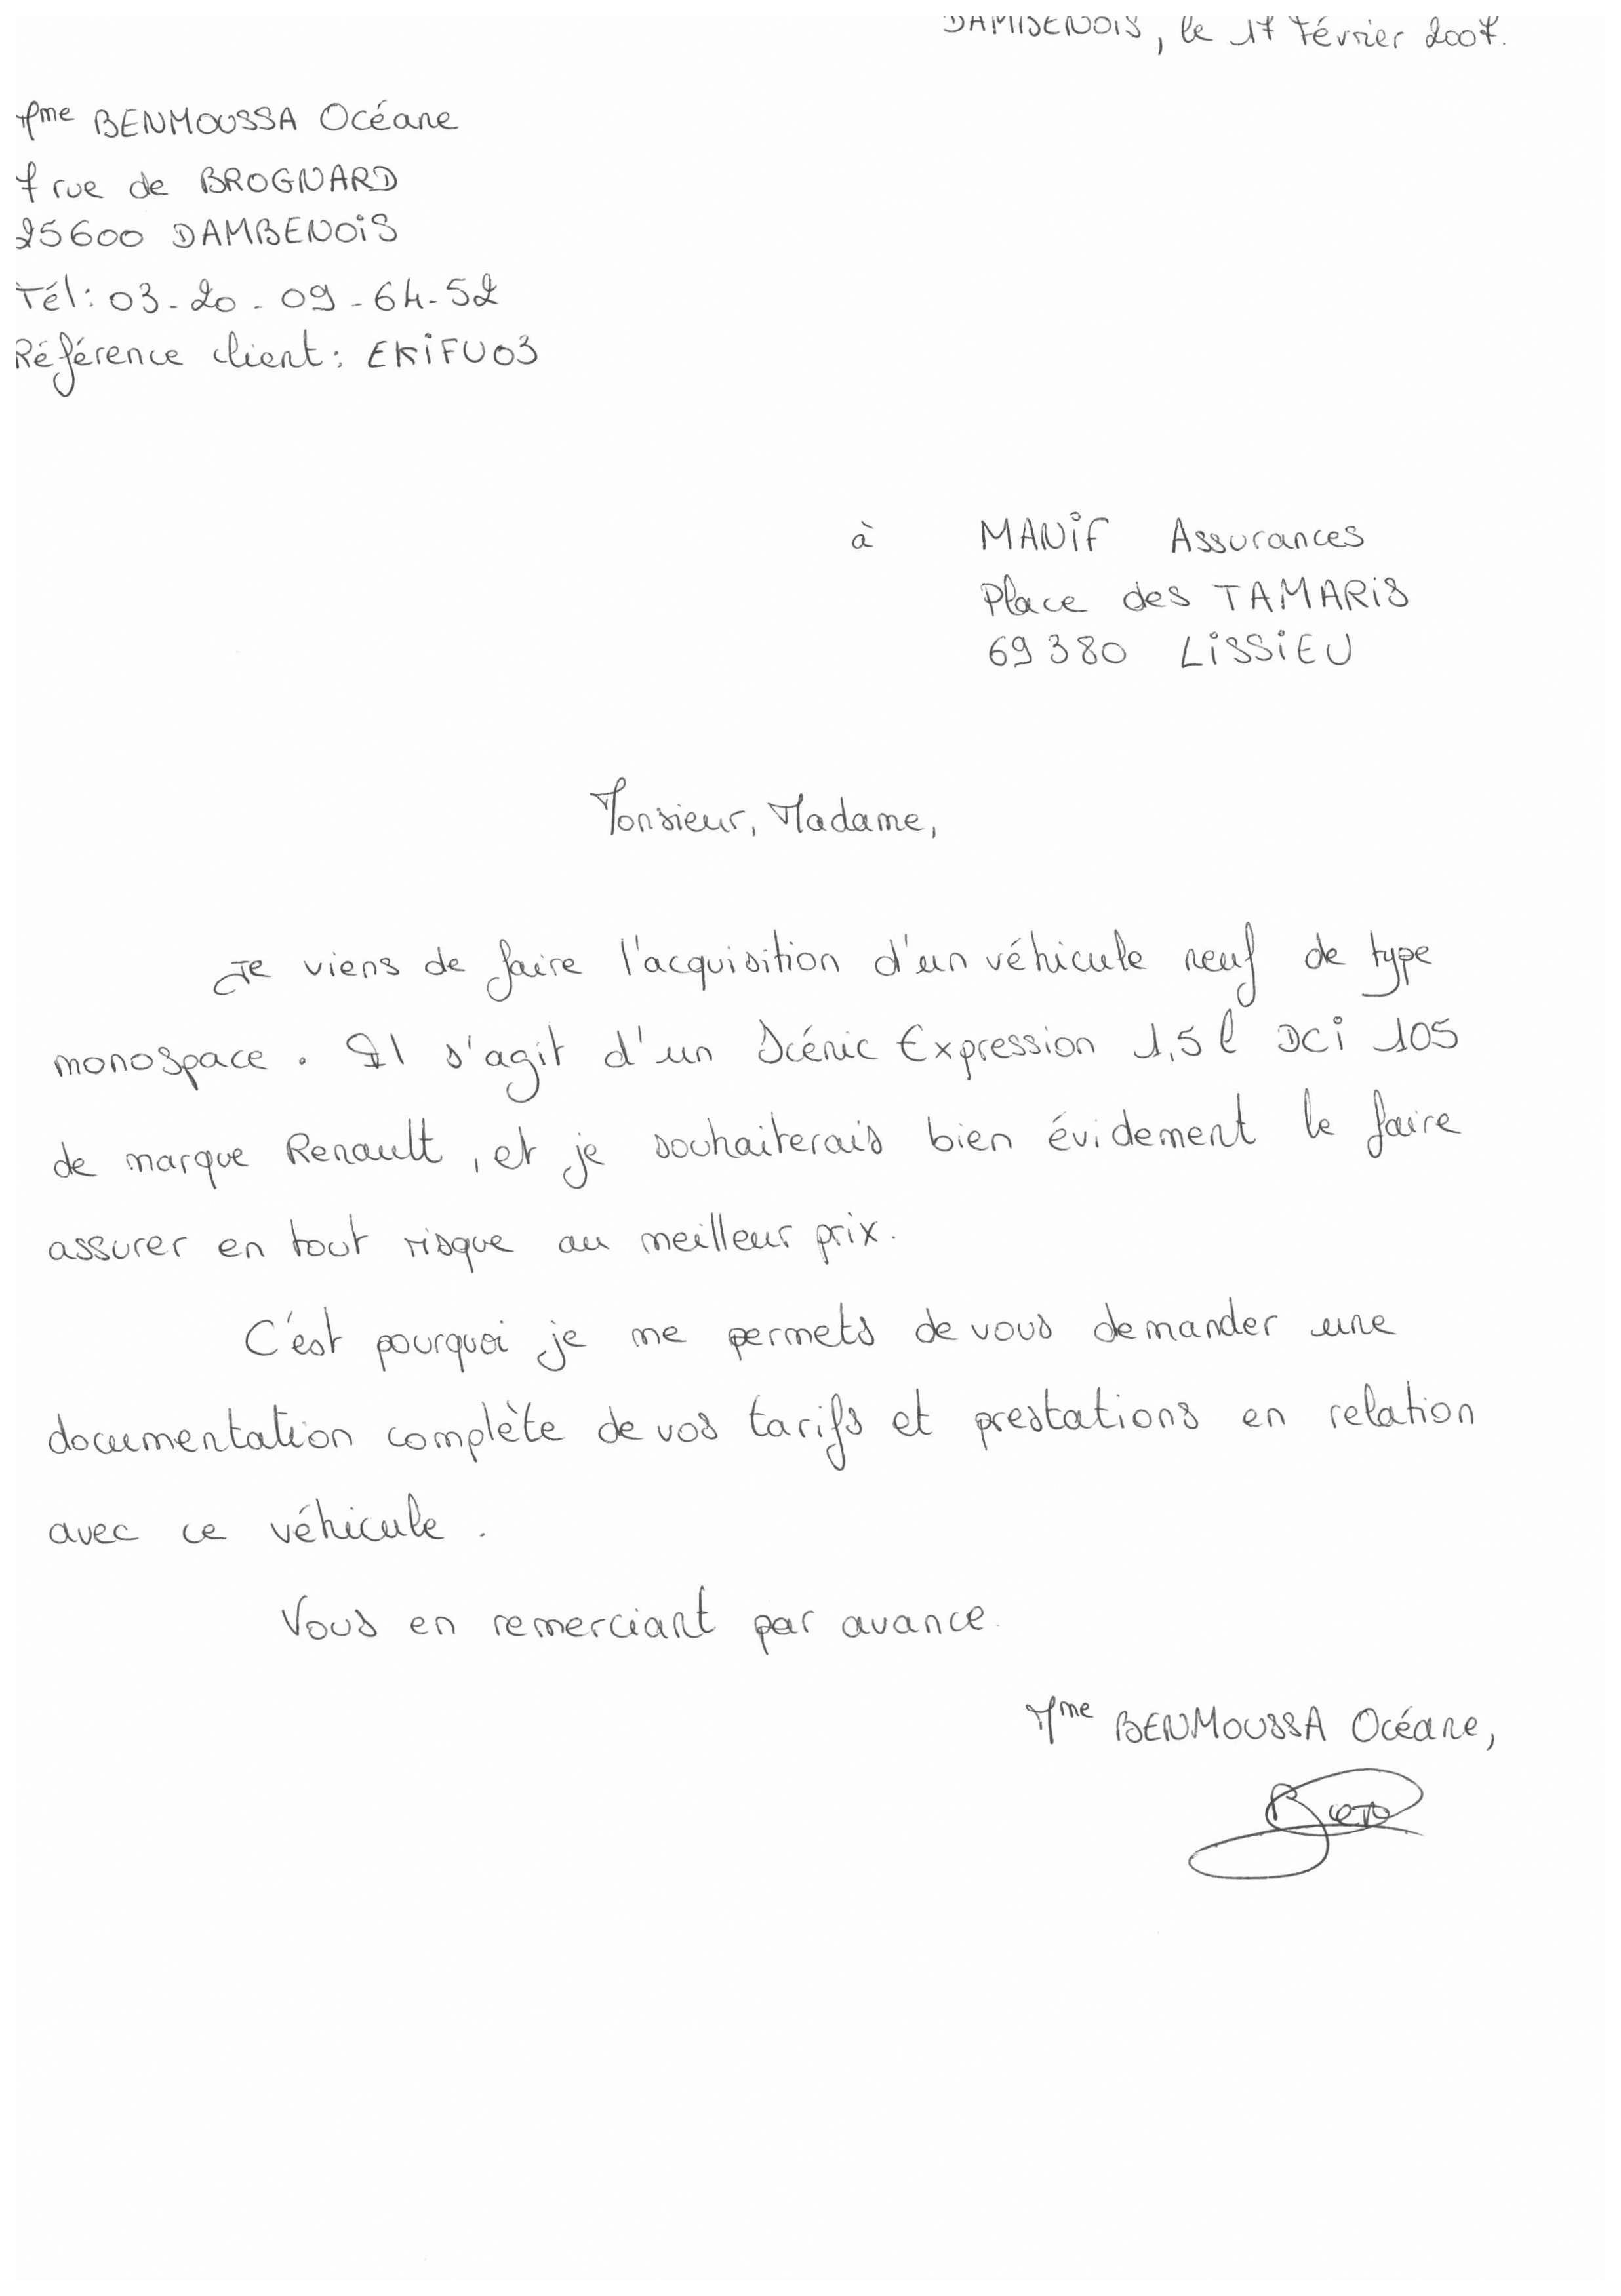 DAMBENOIS, le 17 février 2007.
Mme BENMOUSSA Océane
7 rue de BROGNARD
25600 DAMBENOIS
Tél: 03-20-09-64-52
Référence client: EKIFU03
à MANIF Assurances
Place des TAMARIS
69380 LISSIEU
Monsieur, Madame,
Je viens de faire l'acquisition d'un véhicule neuf de type
monospace. Il s'agit d'un Scénic Expression 1,5 l DCi 105
de marque Renault, et je souhaiterais bien évidement le faire
assurer en tout risque au meilleur prix.
C'est pourquoi je me permets de vous demander une
documentation complète de vos tarifs et prestations en relation
avec ce véhicule.
Vous en remerciant par avance.
Mme BENMOUSSA Océane,